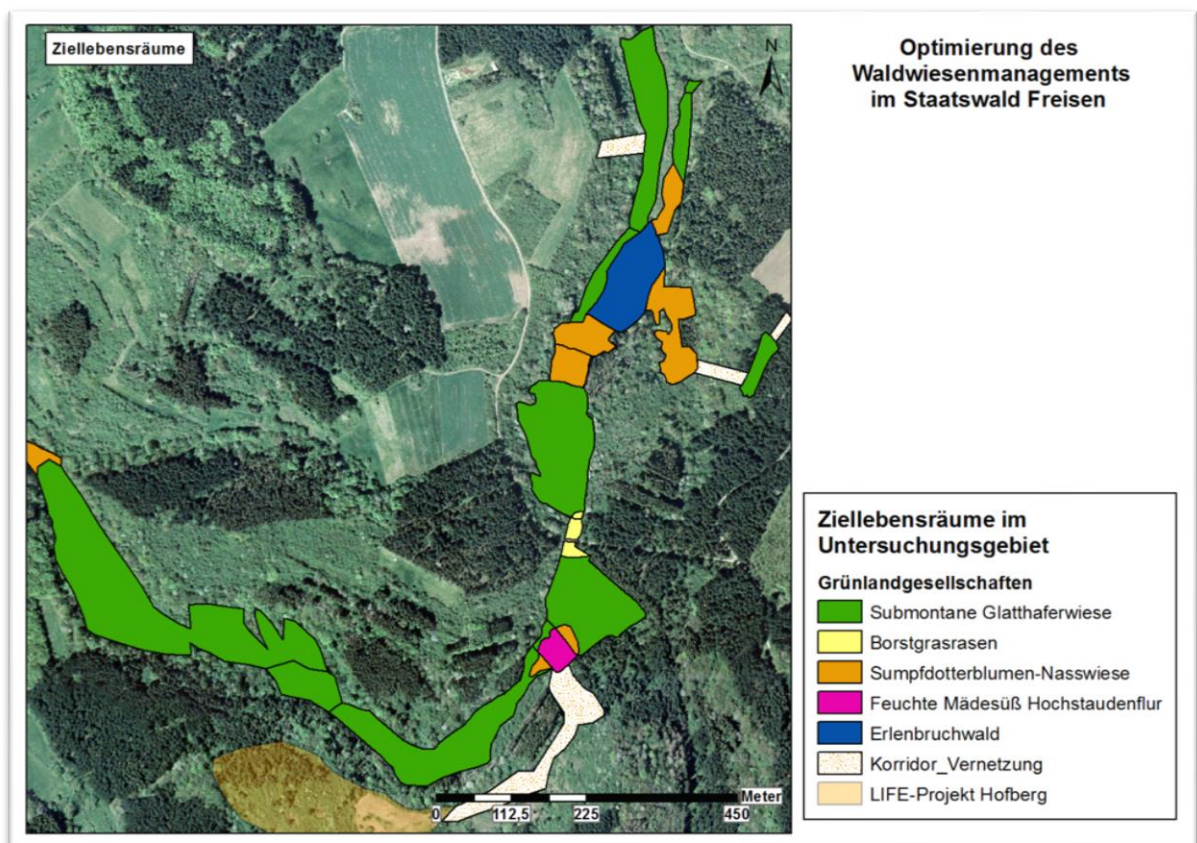 Ziellebensräume
N
Optimierung des
Waldwiesenmanagements
im Staatswald Freisen
Ziellebensräume im
Untersuchungsgebiet
Grünlandgesellschaften
Submontane Glatthaferwiese
Borstgrasrasen
Sumpfdotterblumen-Nasswiese
Feuchte Mädesüß Hochstaudenflur
Erlenbruchwald
Korridor_Vernetzung
LIFE-Projekt Hofberg
Meter
0 112,5 225 450